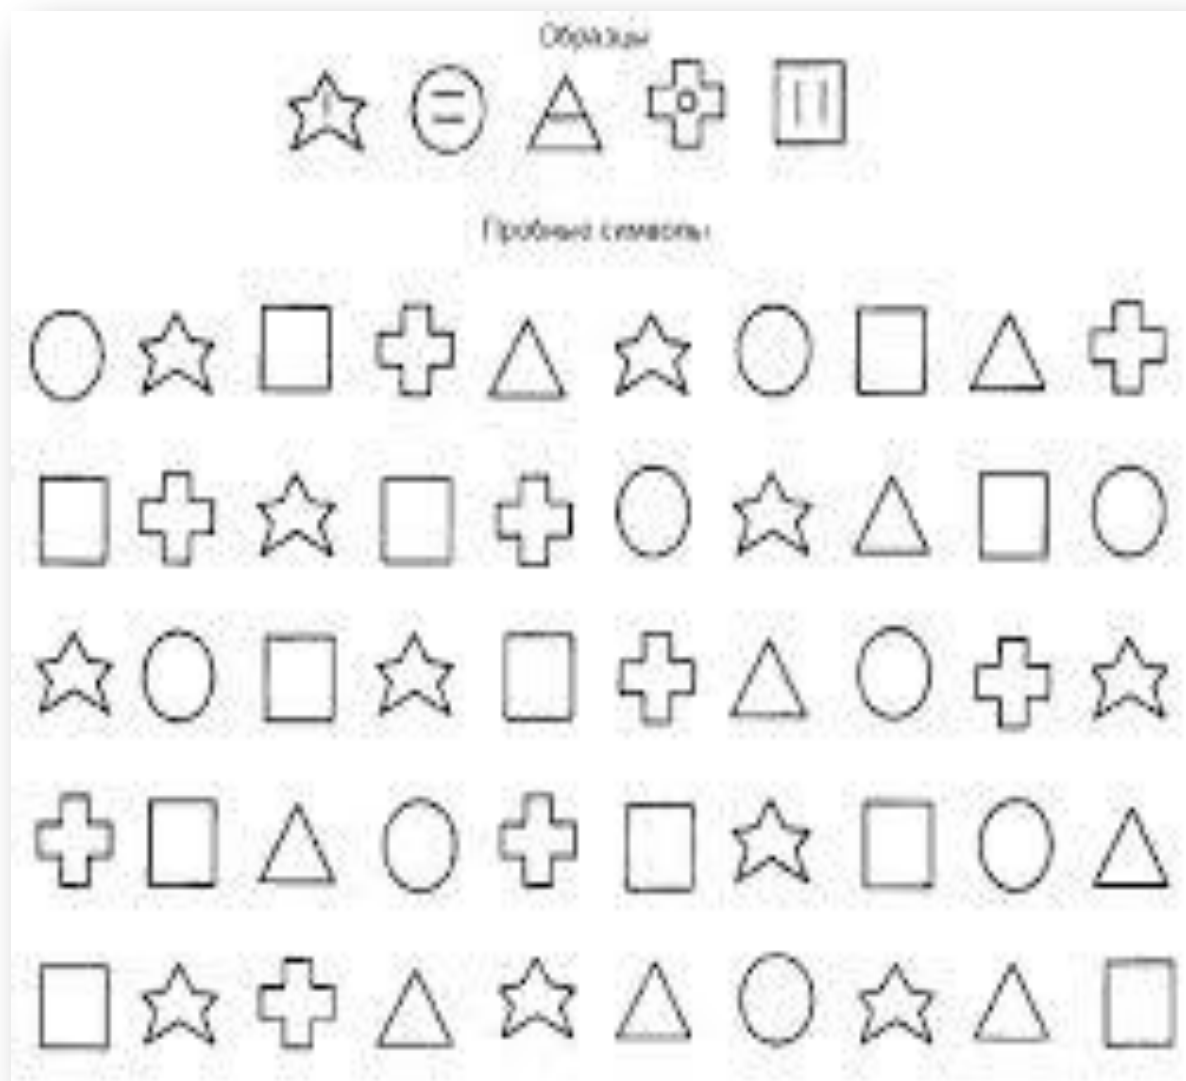 Образцы
Пробные символы